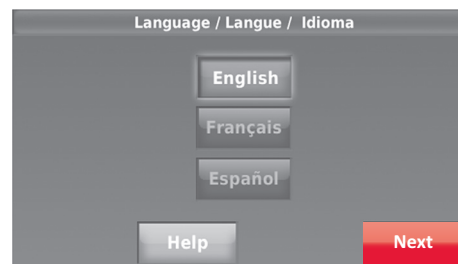 Language / Langue / Idioma
English
Français
Español
Help Next